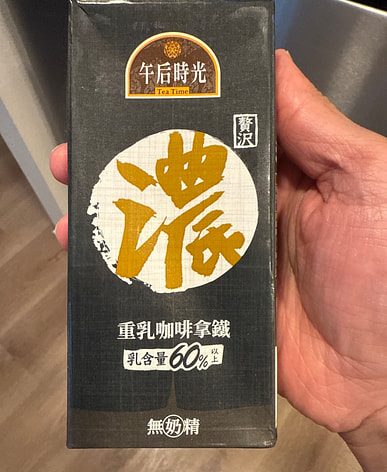 午后時光
Tea Time
贅沢
濃
重乳咖啡拿鐵
乳含量60%以上
無奶精